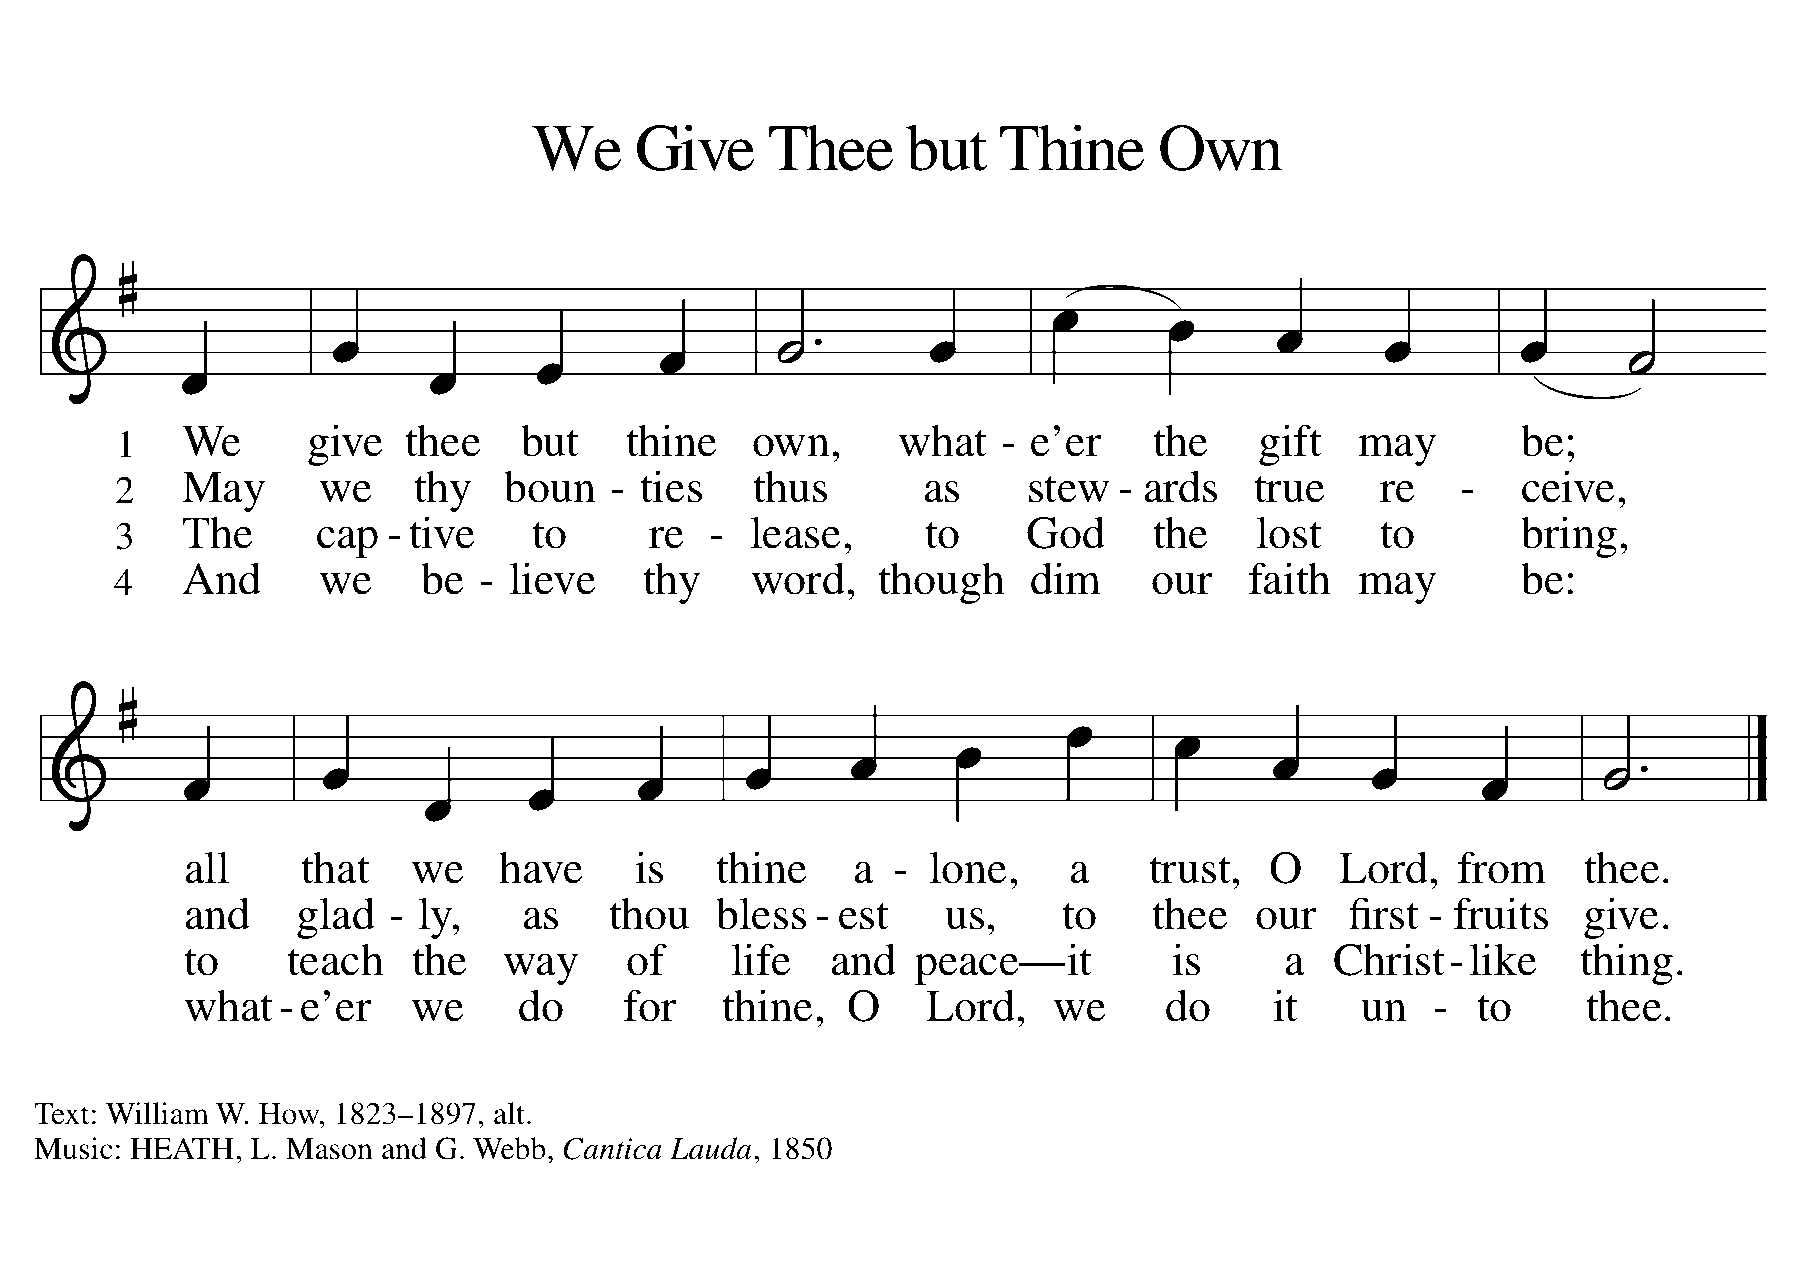 We Give Thee but Thine Own
1 We give thee but thine own, what - e’er the gift may be;
2 May we thy boun - ties thus as stew - ards true re - ceive,
3 The cap - tive to re - lease, to God the lost to bring,
4 And we be - lieve thy word, though dim our faith may be:
all that we have is thine a - lone, a trust, O Lord, from thee.
and glad - ly, as thou bless - est us, to thee our first - fruits give.
to teach the way of life and peace—it is a Christ - like thing.
what - e’er we do for thine, O Lord, we do it un - to thee.
Text: William W. How, 1823–1897, alt.
Music: HEATH, L. Mason and G. Webb, Cantica Lauda, 1850